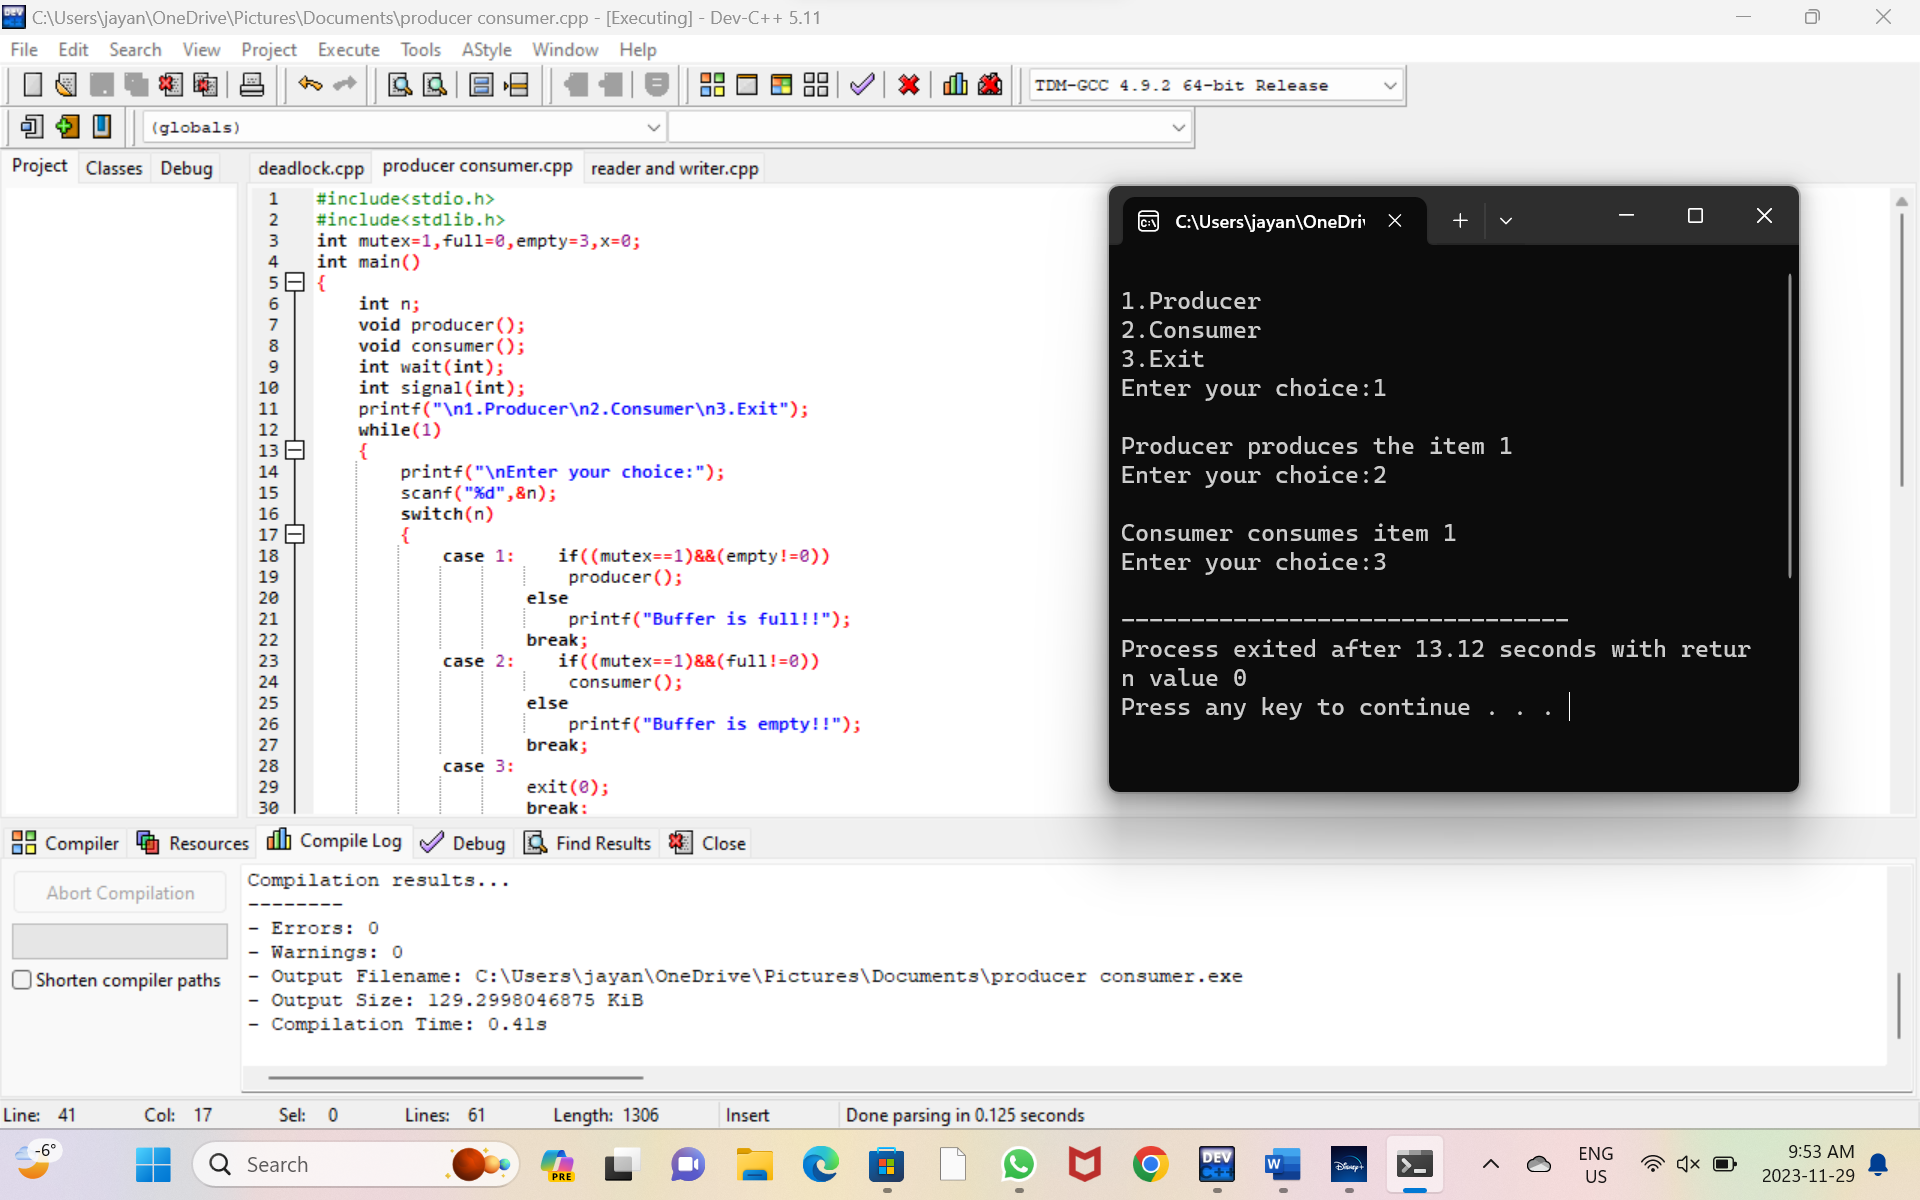 C:\Users\jayan\OneDrive\Pictures\Documents\producer consumer.cpp - [Executing] - Dev-C++ 5.11
File Edit Search View Project Execute Tools AStyle Window Help
TDM-GCC 4.9.2 64-bit Release
(globals)
Project Classes Debug
deadlock.cpp producer consumer.cpp reader and writer.cpp
1 #include<stdio.h>
2 #include<stdlib.h>
3 int mutex=1,full=0,empty=3,x=0;
4 int main()
5 {
6 int n;
7 void producer();
8 void consumer();
9 int wait(int);
10 int signal(int);
11 printf("\n1.Producer\n2.Consumer\n3.Exit");
12 while(1)
13 {
14 printf("\nEnter your choice:");
15 scanf("%d",&n);
16 switch(n)
17 {
18 case 1: if((mutex==1)&&(empty!=0))
19 producer();
20 else
21 printf("Buffer is full!!");
22 break;
23 case 2: if((mutex==1)&&(full!=0))
24 consumer();
25 else
26 printf("Buffer is empty!!");
27 break;
28 case 3:
29 exit(0);
30 break;
C:\Users\jayan\OneDri
1.Producer
2.Consumer
3.Exit
Enter your choice:1
Producer produces the item 1
Enter your choice:2
Consumer consumes item 1
Enter your choice:3
--------------------------------
Process exited after 13.12 seconds with retur
n value 0
Press any key to continue . . .
Compiler Resources Compile Log Debug Find Results Close
Abort Compilation
Shorten compiler paths
Compilation results...
--------
- Errors: 0
- Warnings: 0
- Output Filename: C:\Users\jayan\OneDrive\Pictures\Documents\producer consumer.exe
- Output Size: 129.2998046875 KiB
- Compilation Time: 0.41s
Line: 41 Col: 17 Sel: 0 Lines: 61 Length: 1306 Insert Done parsing in 0.125 seconds
-6°
Search
PRE
DEV C++
W
Disney+
ENG
US
9:53 AM
2023-11-29